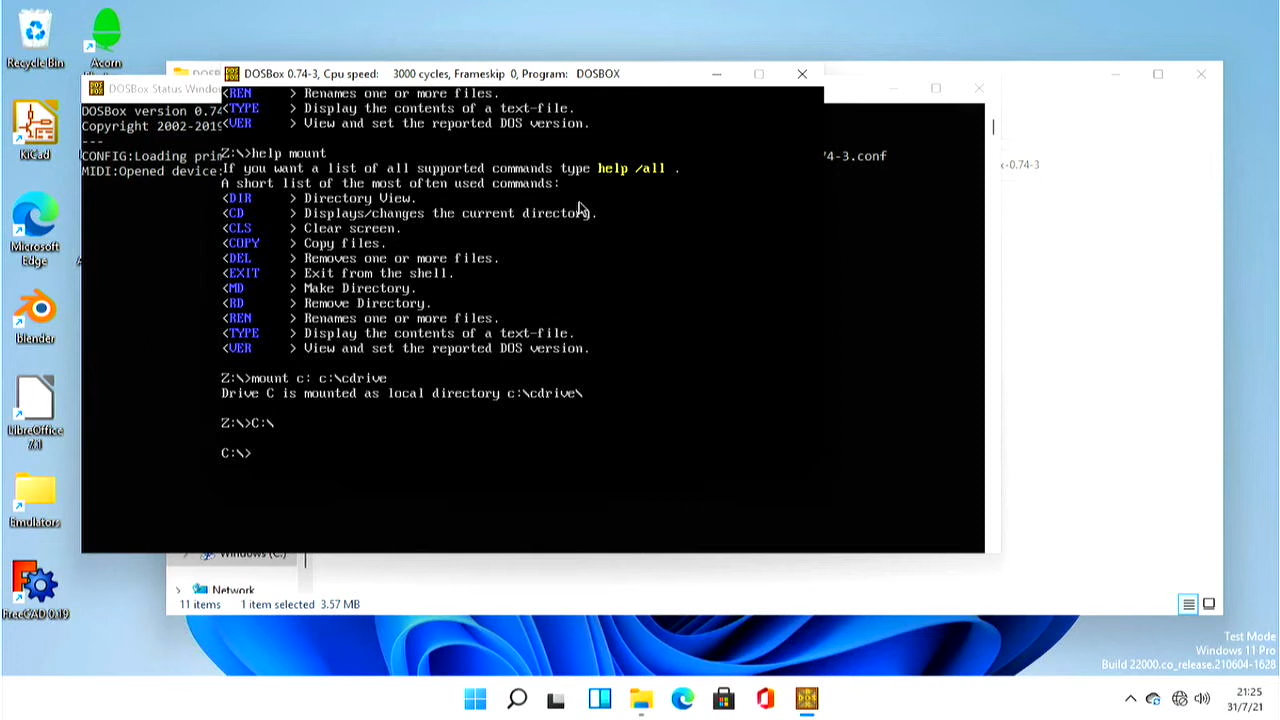 Recycle Bin
Acorn
KiCad
Microsoft
Edge
blender
LibreOffice
7.1
Emulators
FreeCAD 0.19
DOSBox Status Windo
DOSBox version 0.74
Copyright 2002-2019
---
CONFIG:Loading prim
74-3.conf
MIDI:Opened device:
x-0.74-3
DOSBox 0.74-3, Cpu speed: 3000 cycles, Frameskip 0, Program: DOSBOX
<REN > Renames one or more files.
<TYPE > Display the contents of a text-file.
<VER > View and set the reported DOS version.
Z:\>help mount
If you want a list of all supported commands type help /all .
A short list of the most often used commands:
<DIR > Directory View.
<CD > Displays/changes the current directory.
<CLS > Clear screen.
<COPY > Copy files.
<DEL > Removes one or more files.
<EXIT > Exit from the shell.
<MD > Make Directory.
<RD > Remove Directory.
<REN > Renames one or more files.
<TYPE > Display the contents of a text-file.
<VER > View and set the reported DOS version.
Z:\>mount c: c:\cdrive
Drive C is mounted as local directory c:\cdrive\
Z:\>C:\
C:\>
Windows (C:)
Network
11 items 1 item selected 3.57 MB
Test Mode
Windows 11 Pro
Build 22000.co_release.210604-1628
21:25
31/7/21